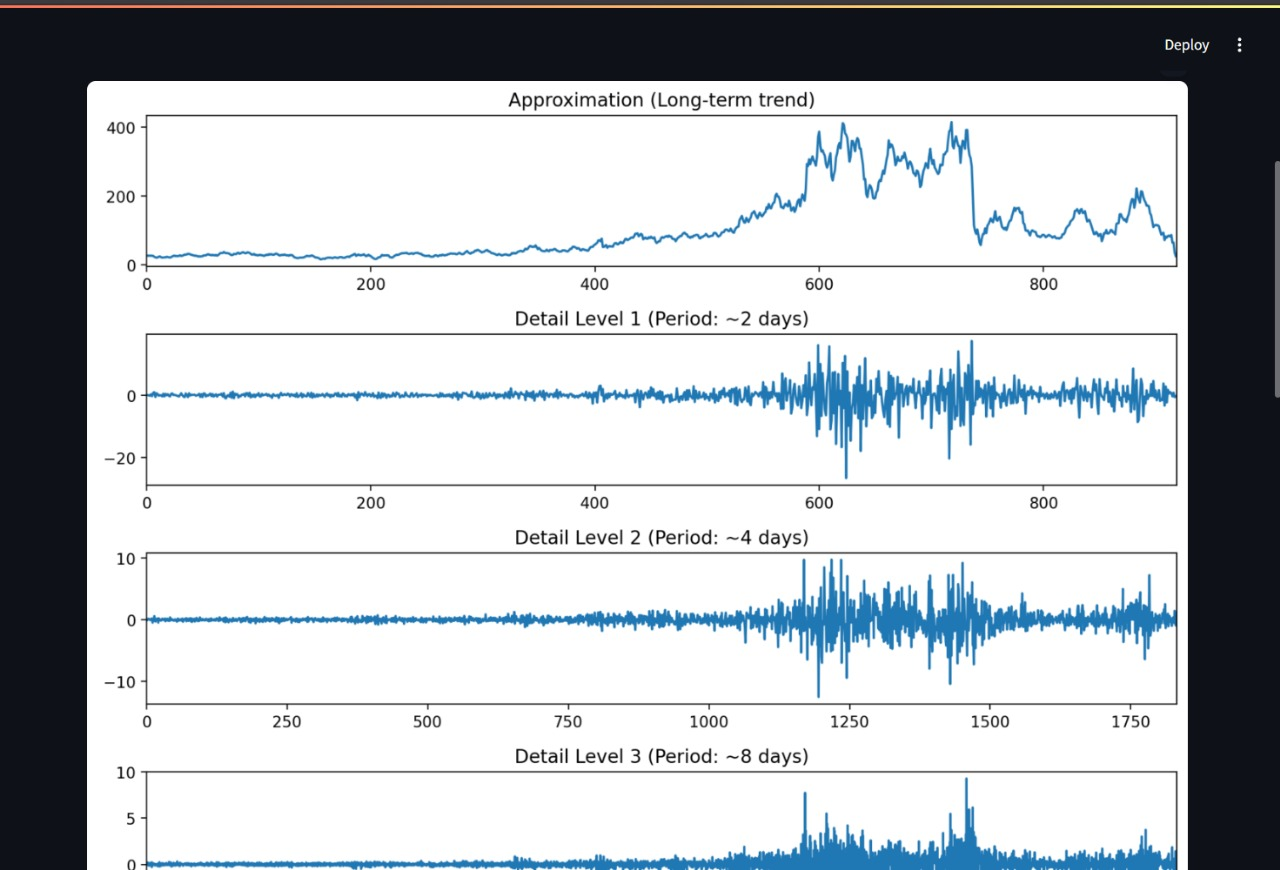 Deploy
Approximation (Long-term trend)
400
200
0
0 200 400 600 800
Detail Level 1 (Period: ~2 days)
0
−20
0 200 400 600 800
Detail Level 2 (Period: ~4 days)
10
0
−10
0 250 500 750 1000 1250 1500 1750
Detail Level 3 (Period: ~8 days)
10
5
0